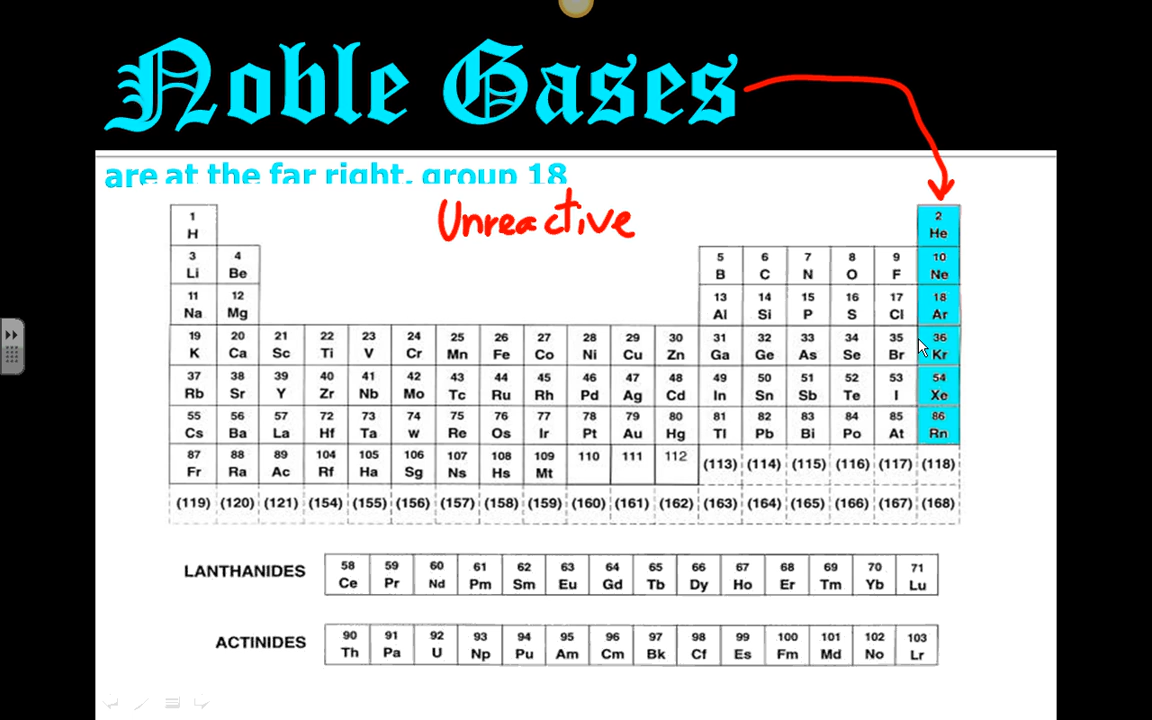 Noble Gases
are at the far right, group 18
Unreactive
1 2
H He
3 4 5 6 7 8 9 10
Li Be B C N O F Ne
11 12 13 14 15 16 17 18
Na Mg Al Si P S Cl Ar
19 20 21 22 23 24 25 26 27 28 29 30 31 32 33 34 35 36
K Ca Sc Ti V Cr Mn Fe Co Ni Cu Zn Ga Ge As Se Br Kr
37 38 39 40 41 42 43 44 45 46 47 48 49 50 51 52 53 54
Rb Sr Y Zr Nb Mo Tc Ru Rh Pd Ag Cd In Sn Sb Te I Xe
55 56 57 72 73 74 75 76 77 78 79 80 81 82 83 84 85 86
Cs Ba La Hf Ta W Re Os Ir Pt Au Hg Tl Pb Bi Po At Rn
87 88 89 104 105 106 107 108 109 110 111 112 (113) (114) (115) (116) (117) (118)
Fr Ra Ac Rf Ha Sg Ns Hs Mt
(119) (120) (121) (154) (155) (156) (157) (158) (159) (160) (161) (162) (163) (164) (165) (166) (167) (168)
58 59 60 61 62 63 64 65 66 67 68 69 70 71
LANTHANIDES Ce Pr Nd Pm Sm Eu Gd Tb Dy Ho Er Tm Yb Lu
90 91 92 93 94 95 96 97 98 99 100 101 102 103
ACTINIDES Th Pa U Np Pu Am Cm Bk Cf Es Fm Md No Lr